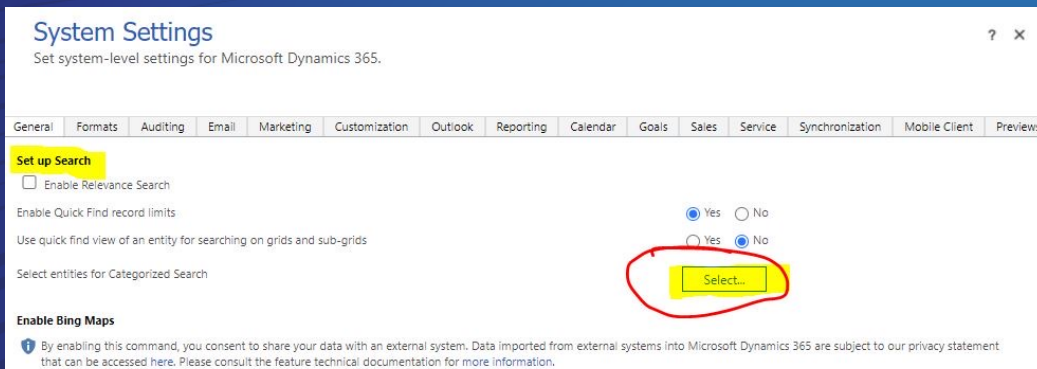 System Settings
? X
Set system-level settings for Microsoft Dynamics 365.
General Formats Auditing Email Marketing Customization Outlook Reporting Calendar Goals Sales Service Synchronization Mobile Client Previews
Set up Search
Enable Relevance Search
Enable Quick Find record limits Yes No
Use quick find view of an entity for searching on grids and sub-grids Yes No
Select entities for Categorized Search Select...
Enable Bing Maps
By enabling this command, you consent to share your data with an external system. Data imported from external systems into Microsoft Dynamics 365 are subject to our privacy statement
that can be accessed here. Please consult the feature technical documentation for more information.